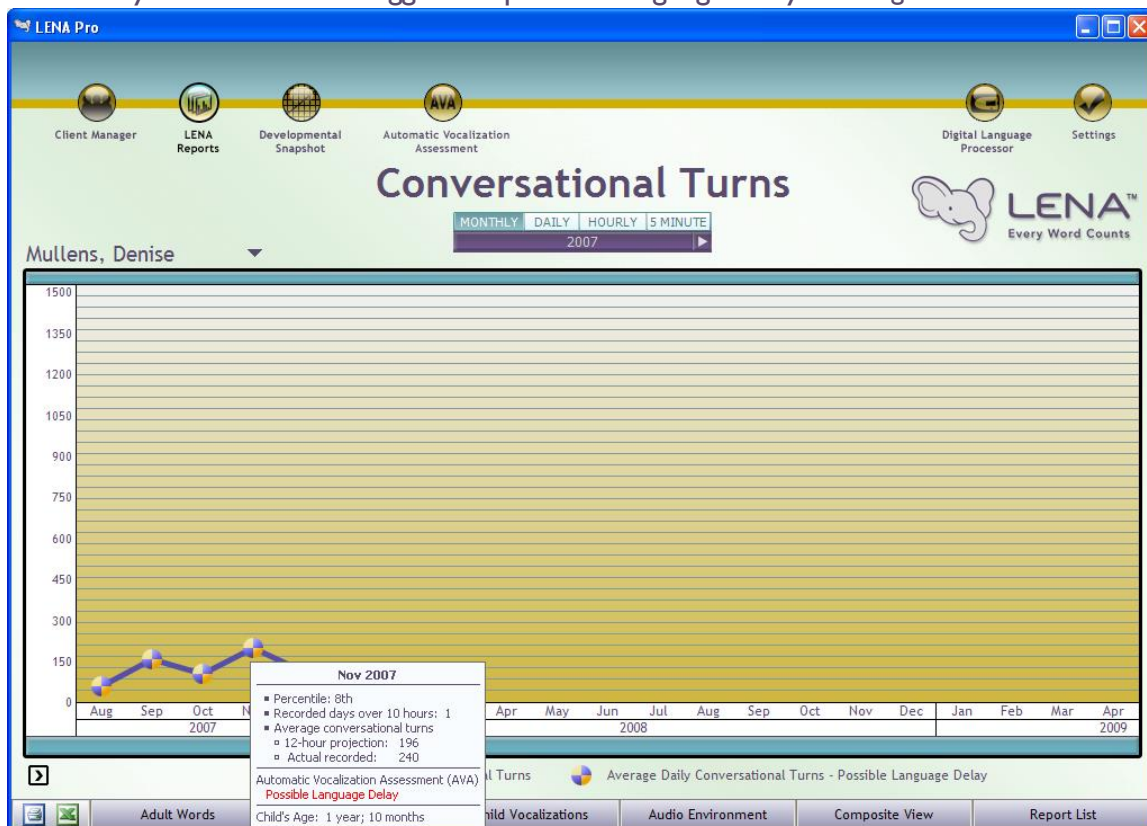 LENA Pro
Client Manager
LENA Reports
Developmental Snapshot
Automatic Vocalization Assessment
Digital Language Processor
Settings
Conversational Turns
LENA™
Every Word Counts
MONTHLY DAILY HOURLY 5 MINUTE
2007
Mullens, Denise
1500
1350
1200
1050
900
750
600
450
300
150
0
Aug Sep Oct Apr May Jun Jul Aug Sep Oct Nov Dec Jan Feb Mar Apr
2007 2008 2009
Nov 2007
Percentile: 8th
Recorded days over 10 hours: 1
Average conversational turns
12-hour projection: 196
Actual recorded: 240
Automatic Vocalization Assessment (AVA)
Possible Language Delay
Child's Age: 1 year; 10 months
Turns
Average Daily Conversational Turns - Possible Language Delay
Adult Words
Vocalizations
Audio Environment
Composite View
Report List